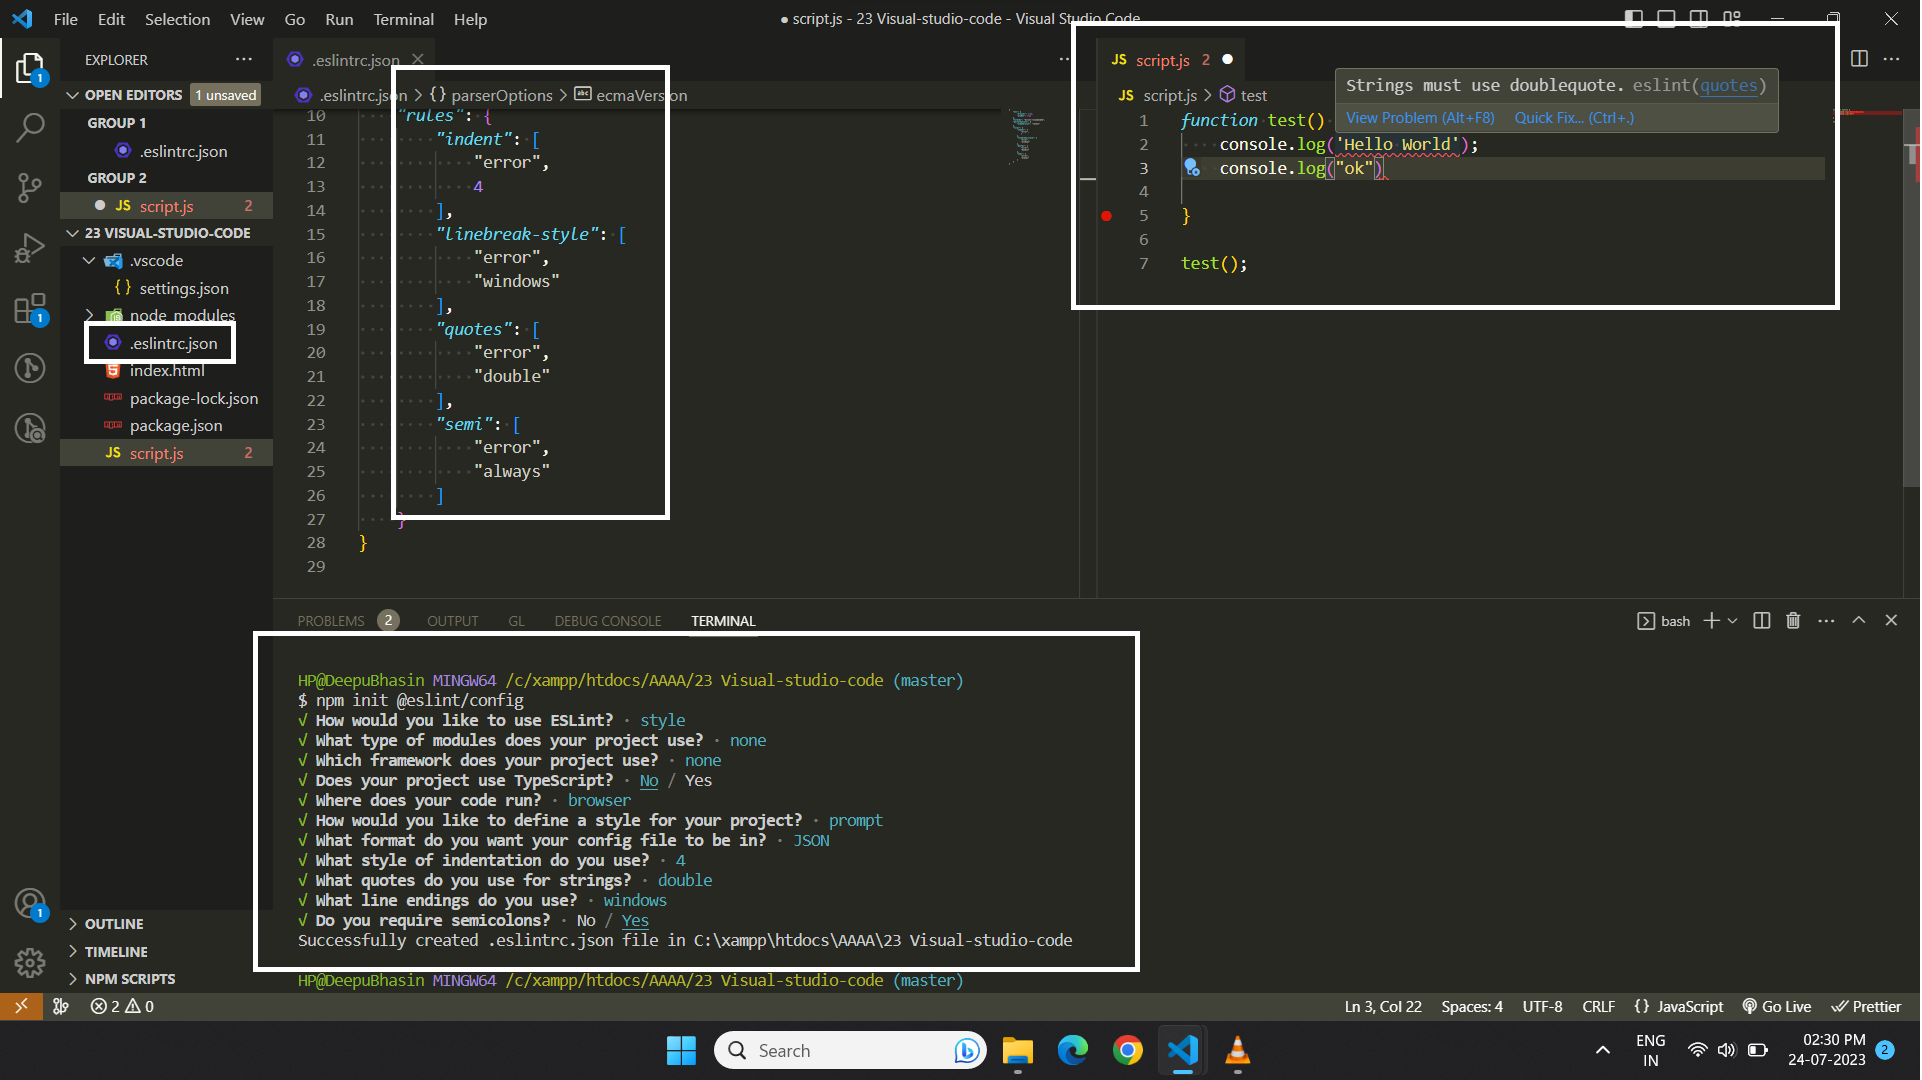 File Edit Selection View Go Run Terminal Help
● script.js - 23 Visual-studio-code - Visual Studio Code
EXPLORER ···
OPEN EDITORS 1 unsaved
GROUP 1
.eslintrc.json
GROUP 2
JS script.js 2
23 VISUAL-STUDIO-CODE
.vscode
{} settings.json
node_modules
.eslintrc.json
index.html
package-lock.json
package.json
JS script.js 2
OUTLINE
TIMELINE
NPM SCRIPTS
1
1
1
.eslintrc.json
.eslintrc.json > {} parserOptions > abc ecmaVersion
10 "rules": {
11 "indent": [
12 "error",
13 4
14 ],
15 "linebreak-style": [
16 "error",
17 "windows"
18 ],
19 "quotes": [
20 "error",
21 "double"
22 ],
23 "semi": [
24 "error",
25 "always"
26 ]
27 }
28 }
29
JS script.js 2 ●
JS script.js > test
Strings must use doublequote. eslint(quotes)
View Problem (Alt+F8) Quick Fix... (Ctrl+.)
1 function test()
2 console.log('Hello World');
3 console.log("ok")
4
5 }
6
7 test();
PROBLEMS 2 OUTPUT GL DEBUG CONSOLE TERMINAL
bash
HP@DeepuBhasin MINGW64 /c/xampp/htdocs/AAAA/23 Visual-studio-code (master)
$ npm init @eslint/config
√ How would you like to use ESLint? · style
√ What type of modules does your project use? · none
√ Which framework does your project use? · none
√ Does your project use TypeScript? · No / Yes
√ Where does your code run? · browser
√ How would you like to define a style for your project? · prompt
√ What format do you want your config file to be in? · JSON
√ What style of indentation do you use? · 4
√ What quotes do you use for strings? · double
√ What line endings do you use? · windows
√ Do you require semicolons? · No / Yes
Successfully created .eslintrc.json file in C:\xampp\htdocs\AAAA\23 Visual-studio-code
HP@DeepuBhasin MINGW64 /c/xampp/htdocs/AAAA/23 Visual-studio-code (master)
2 0
Ln 3, Col 22 Spaces: 4 UTF-8 CRLF {} JavaScript Go Live Prettier
Search
ENG
IN
02:30 PM
24-07-2023
2